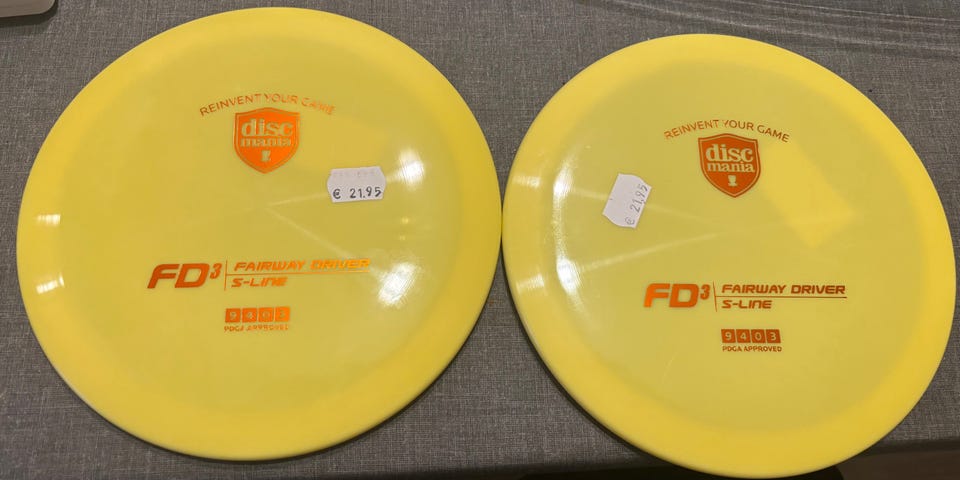 REINVENT YOUR GAME
disc
mania
€ 21,95
FD3
FAIRWAY DRIVER
S-LINE
9 4 0 3
PDGA APPROVED
REINVENT YOUR GAME
disc
mania
€ 21,95
FD3
FAIRWAY DRIVER
S-LINE
9 4 0 3
PDGA APPROVED